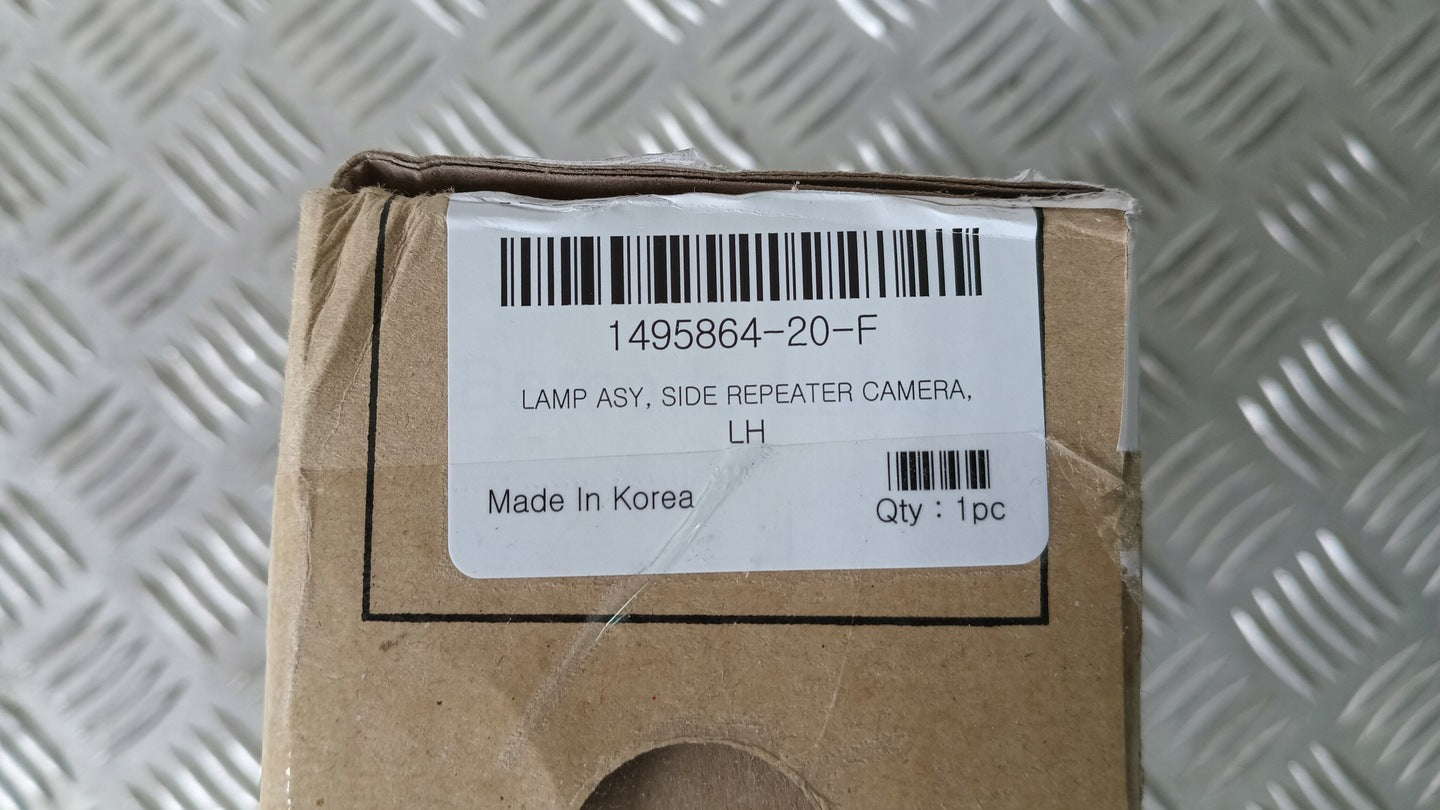 1495864-20-F
LAMP ASY, SIDE REPEATER CAMERA,
LH
Made In Korea
Qty : 1pc